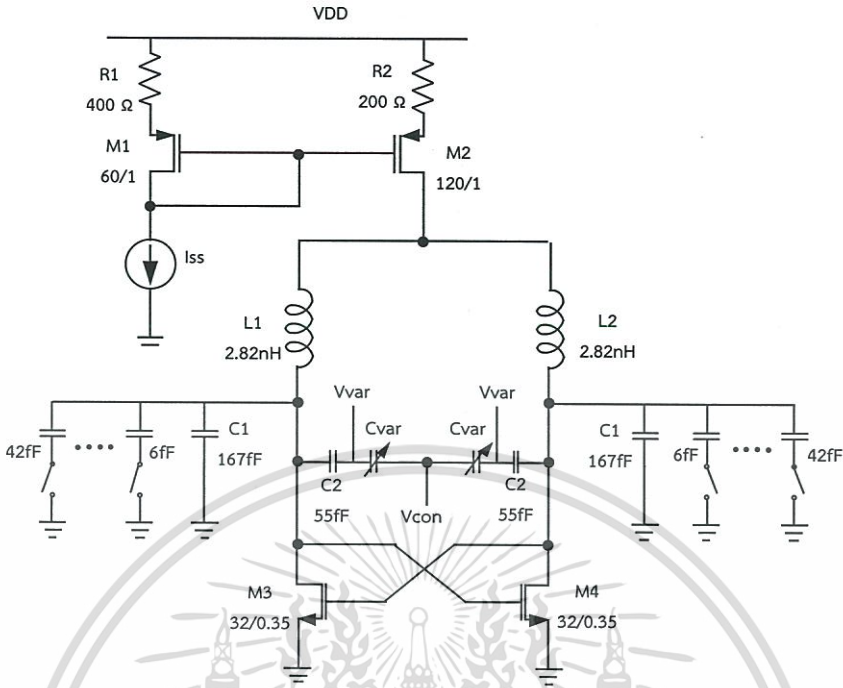 VDD
R1
400 Ω
R2
200 Ω
M1
60/1
M2
120/1
Iss
L1
2.82nH
L2
2.82nH
Vvar
Vvar
42fF
6fF
C1
167fF
Cvar
Cvar
C1
167fF
6fF
42fF
C2
55fF
C2
55fF
Vcon
M3
32/0.35
M4
32/0.35